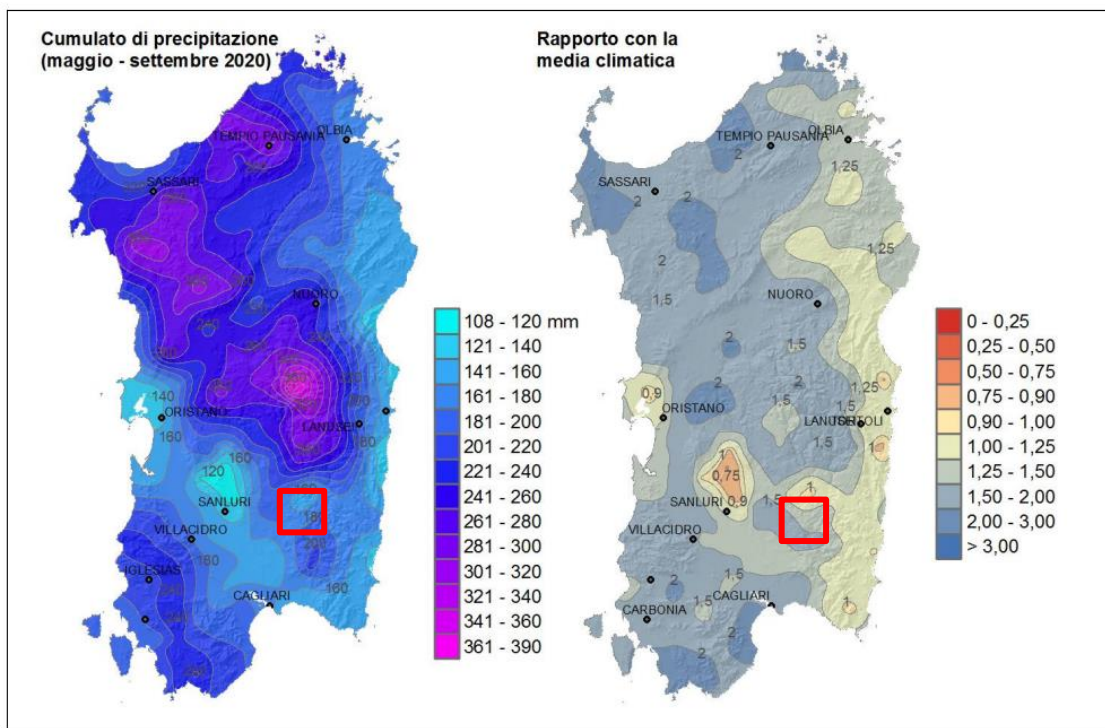 Cumulato di precipitazione
(maggio - settembre 2020)
TEMPIO PAUSANIA
OLBIA
SASSARI
NUORO
240
240
140
ORISTANO
LANUSEI
180
160
160
120
SANLURI
180
VILLACIDRO
200
180
IGLESIAS
160
CAGLIARI
108 - 120 mm
121 - 140
141 - 160
161 - 180
181 - 200
201 - 220
221 - 240
241 - 260
261 - 280
281 - 300
301 - 320
321 - 340
341 - 360
361 - 390
Rapporto con la
media climatica
TEMPIO PAUSANIA
OLBIA
2
1,25
SASSARI
2
2
2
1,25
1,5
NUORO
1,5
2
2
1,25
0,9
2
1,5
1,5
ORISTANO
LANUSEI
TORTOLI
1,5
1
1
0,75
SANLURI
0,9
1,5
1
VILLACIDRO
1,5
2
CAGLIARI
1,5
1
CARBONIA
2
2
0 - 0,25
0,25 - 0,50
0,50 - 0,75
0,75 - 0,90
0,90 - 1,00
1,00 - 1,25
1,25 - 1,50
1,50 - 2,00
2,00 - 3,00
> 3,00